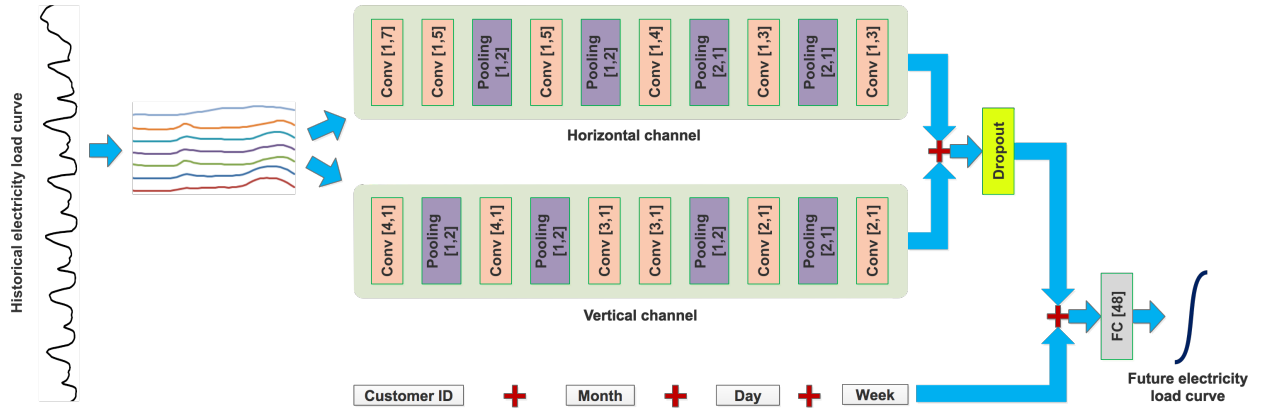 Historical electricity load curve
Conv [1,7]
Conv [1,5]
Pooling
[1,2]
Conv [1,5]
Pooling
[1,2]
Conv [1,4]
Pooling
[2,1]
Conv [1,3]
Pooling
[2,1]
Conv [1,3]
Horizontal channel
Conv [4,1]
Pooling
[1,2]
Conv [4,1]
Pooling
[1,2]
Conv [3,1]
Conv [3,1]
Pooling
[1,2]
Conv [2,1]
Pooling
[2,1]
Conv [2,1]
Vertical channel
Dropout
Customer ID
Month
Day
Week
FC [48]
Future electricity
load curve